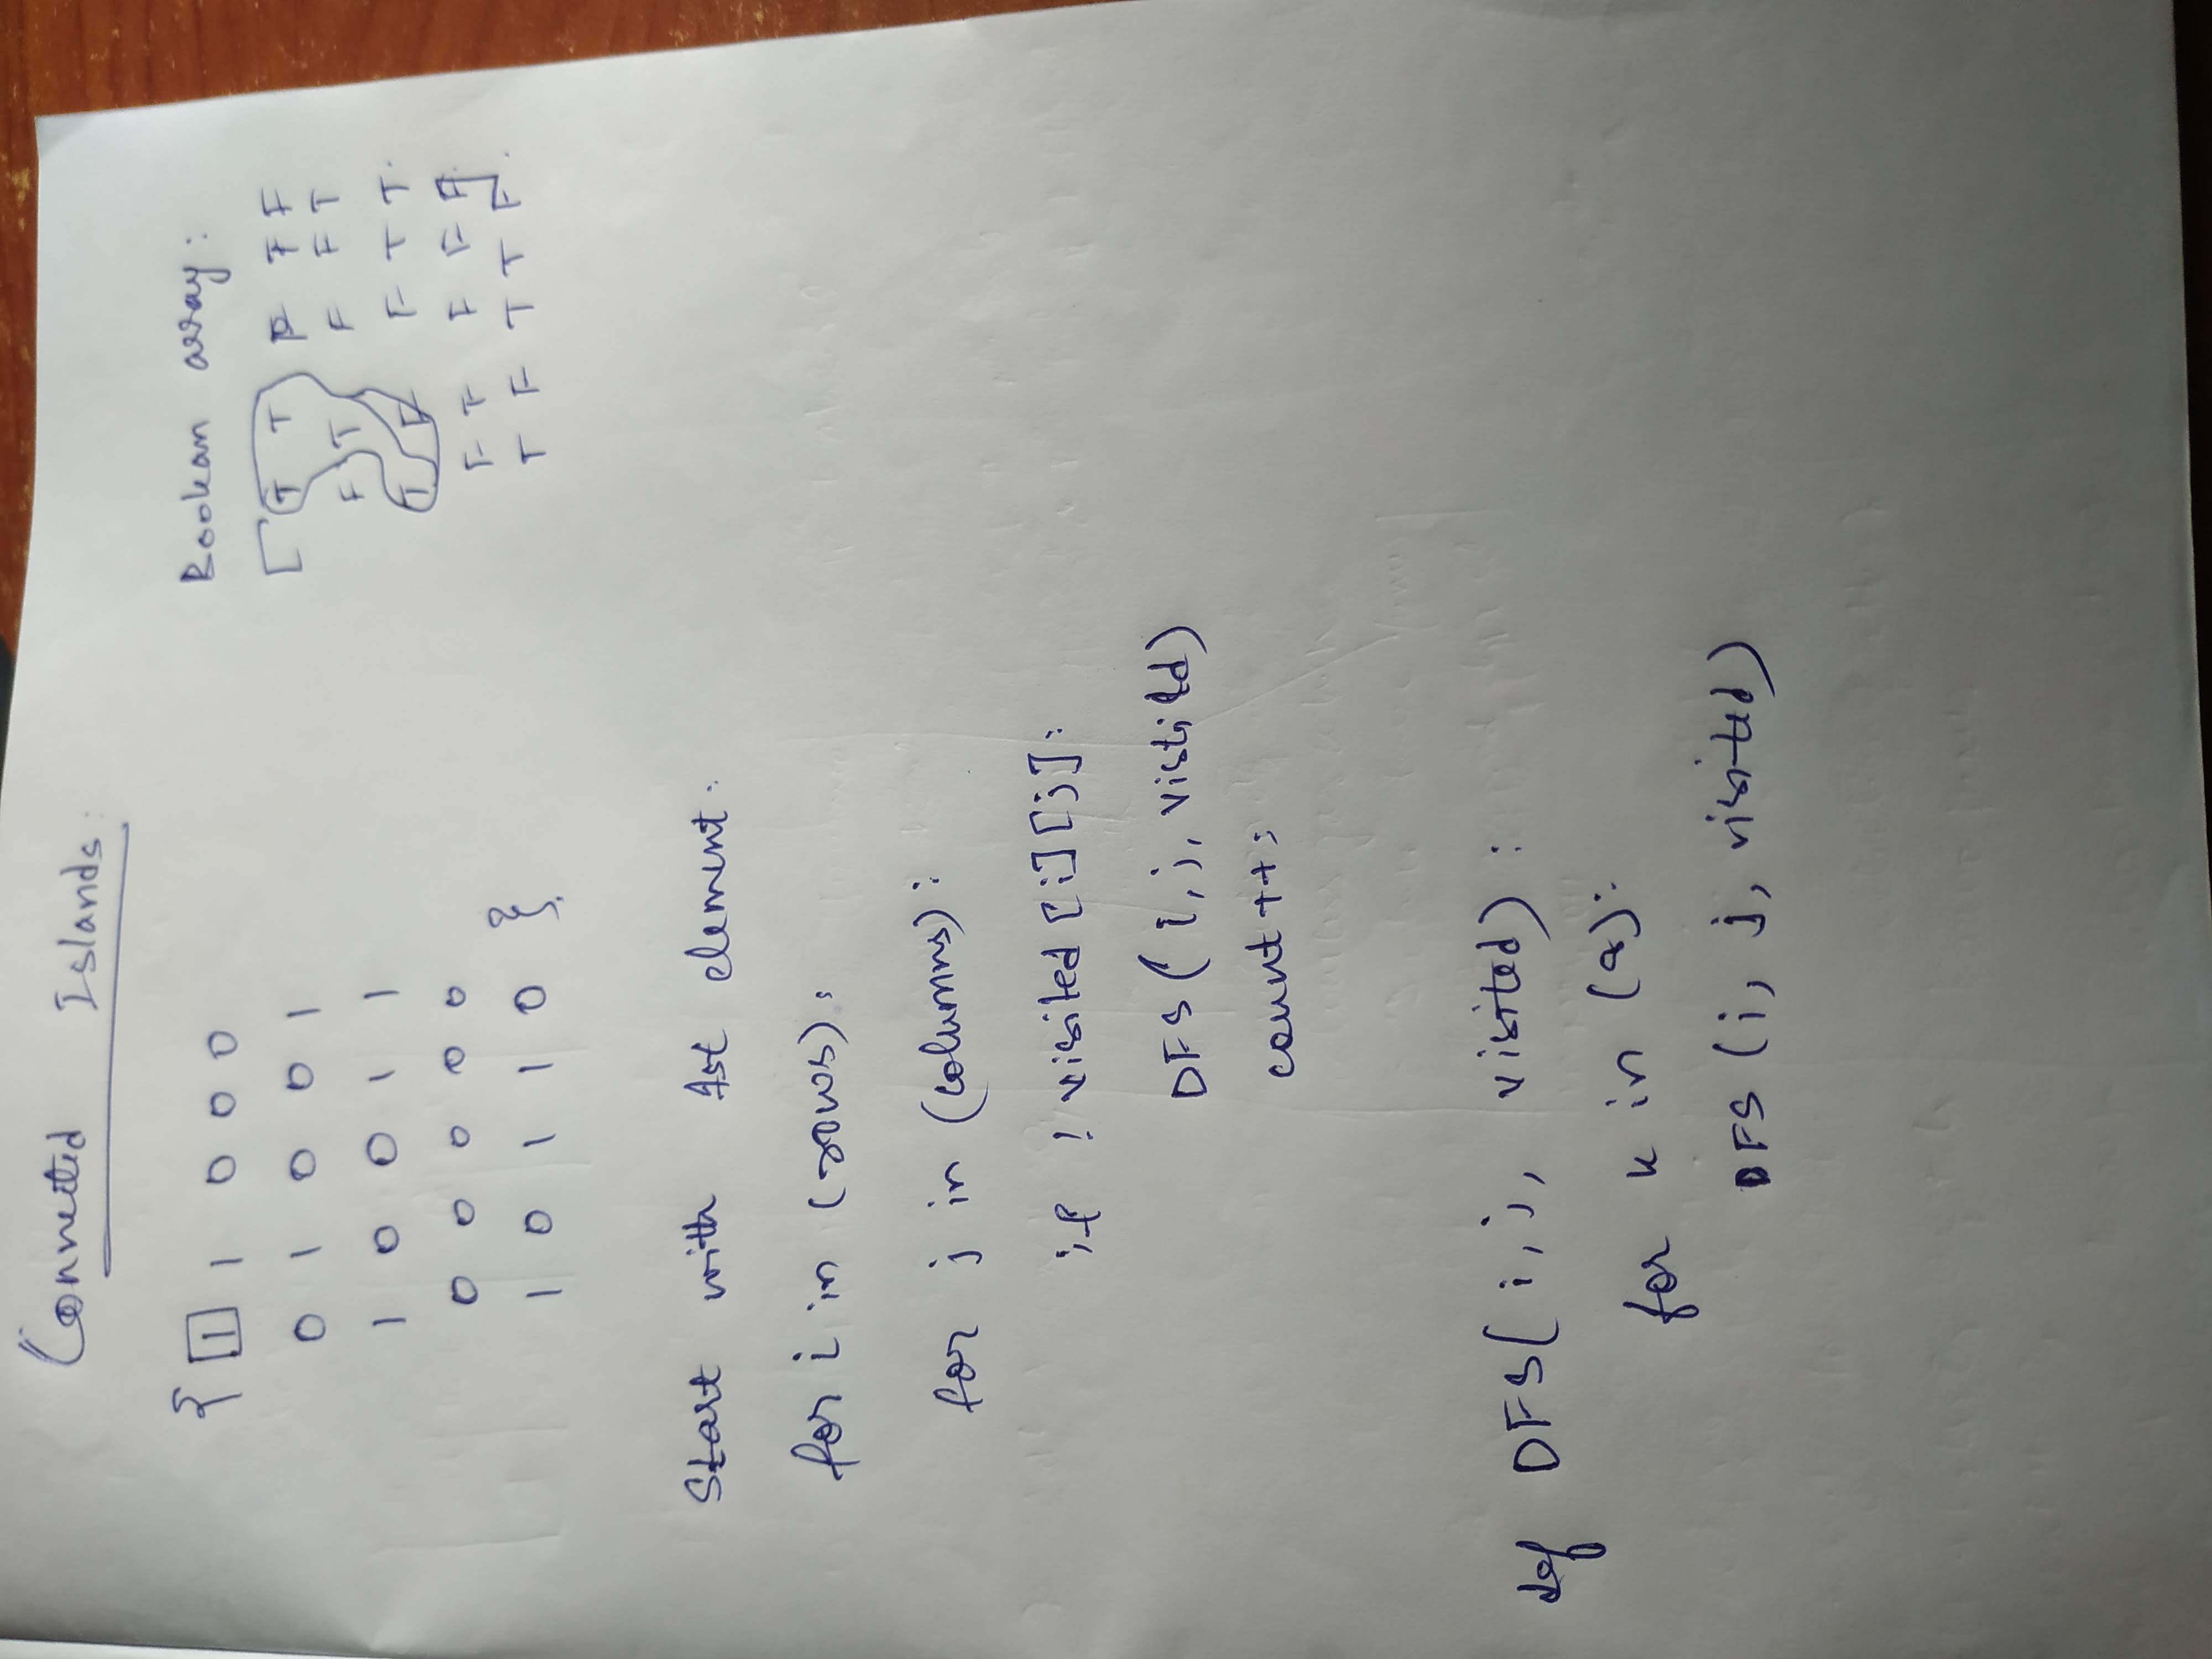 Connected Islands:
{ 1 1 0 0 0
0 1 0 0 1
1 0 0 1 1
0 0 0 0 0
1 0 1 1 0 }
Boolean array:
[ T T F F F
F T F F T
T F F T T
F F F F F ]
T F T T F
Start with 1st element.
for i in (rows):
for j in (columns):
if ! visited [i][j]:
DFS ( i, j, vistited)
count ++;
def DFS( i, j, visited) :
for k in (8):
DFS (i, j, visited)